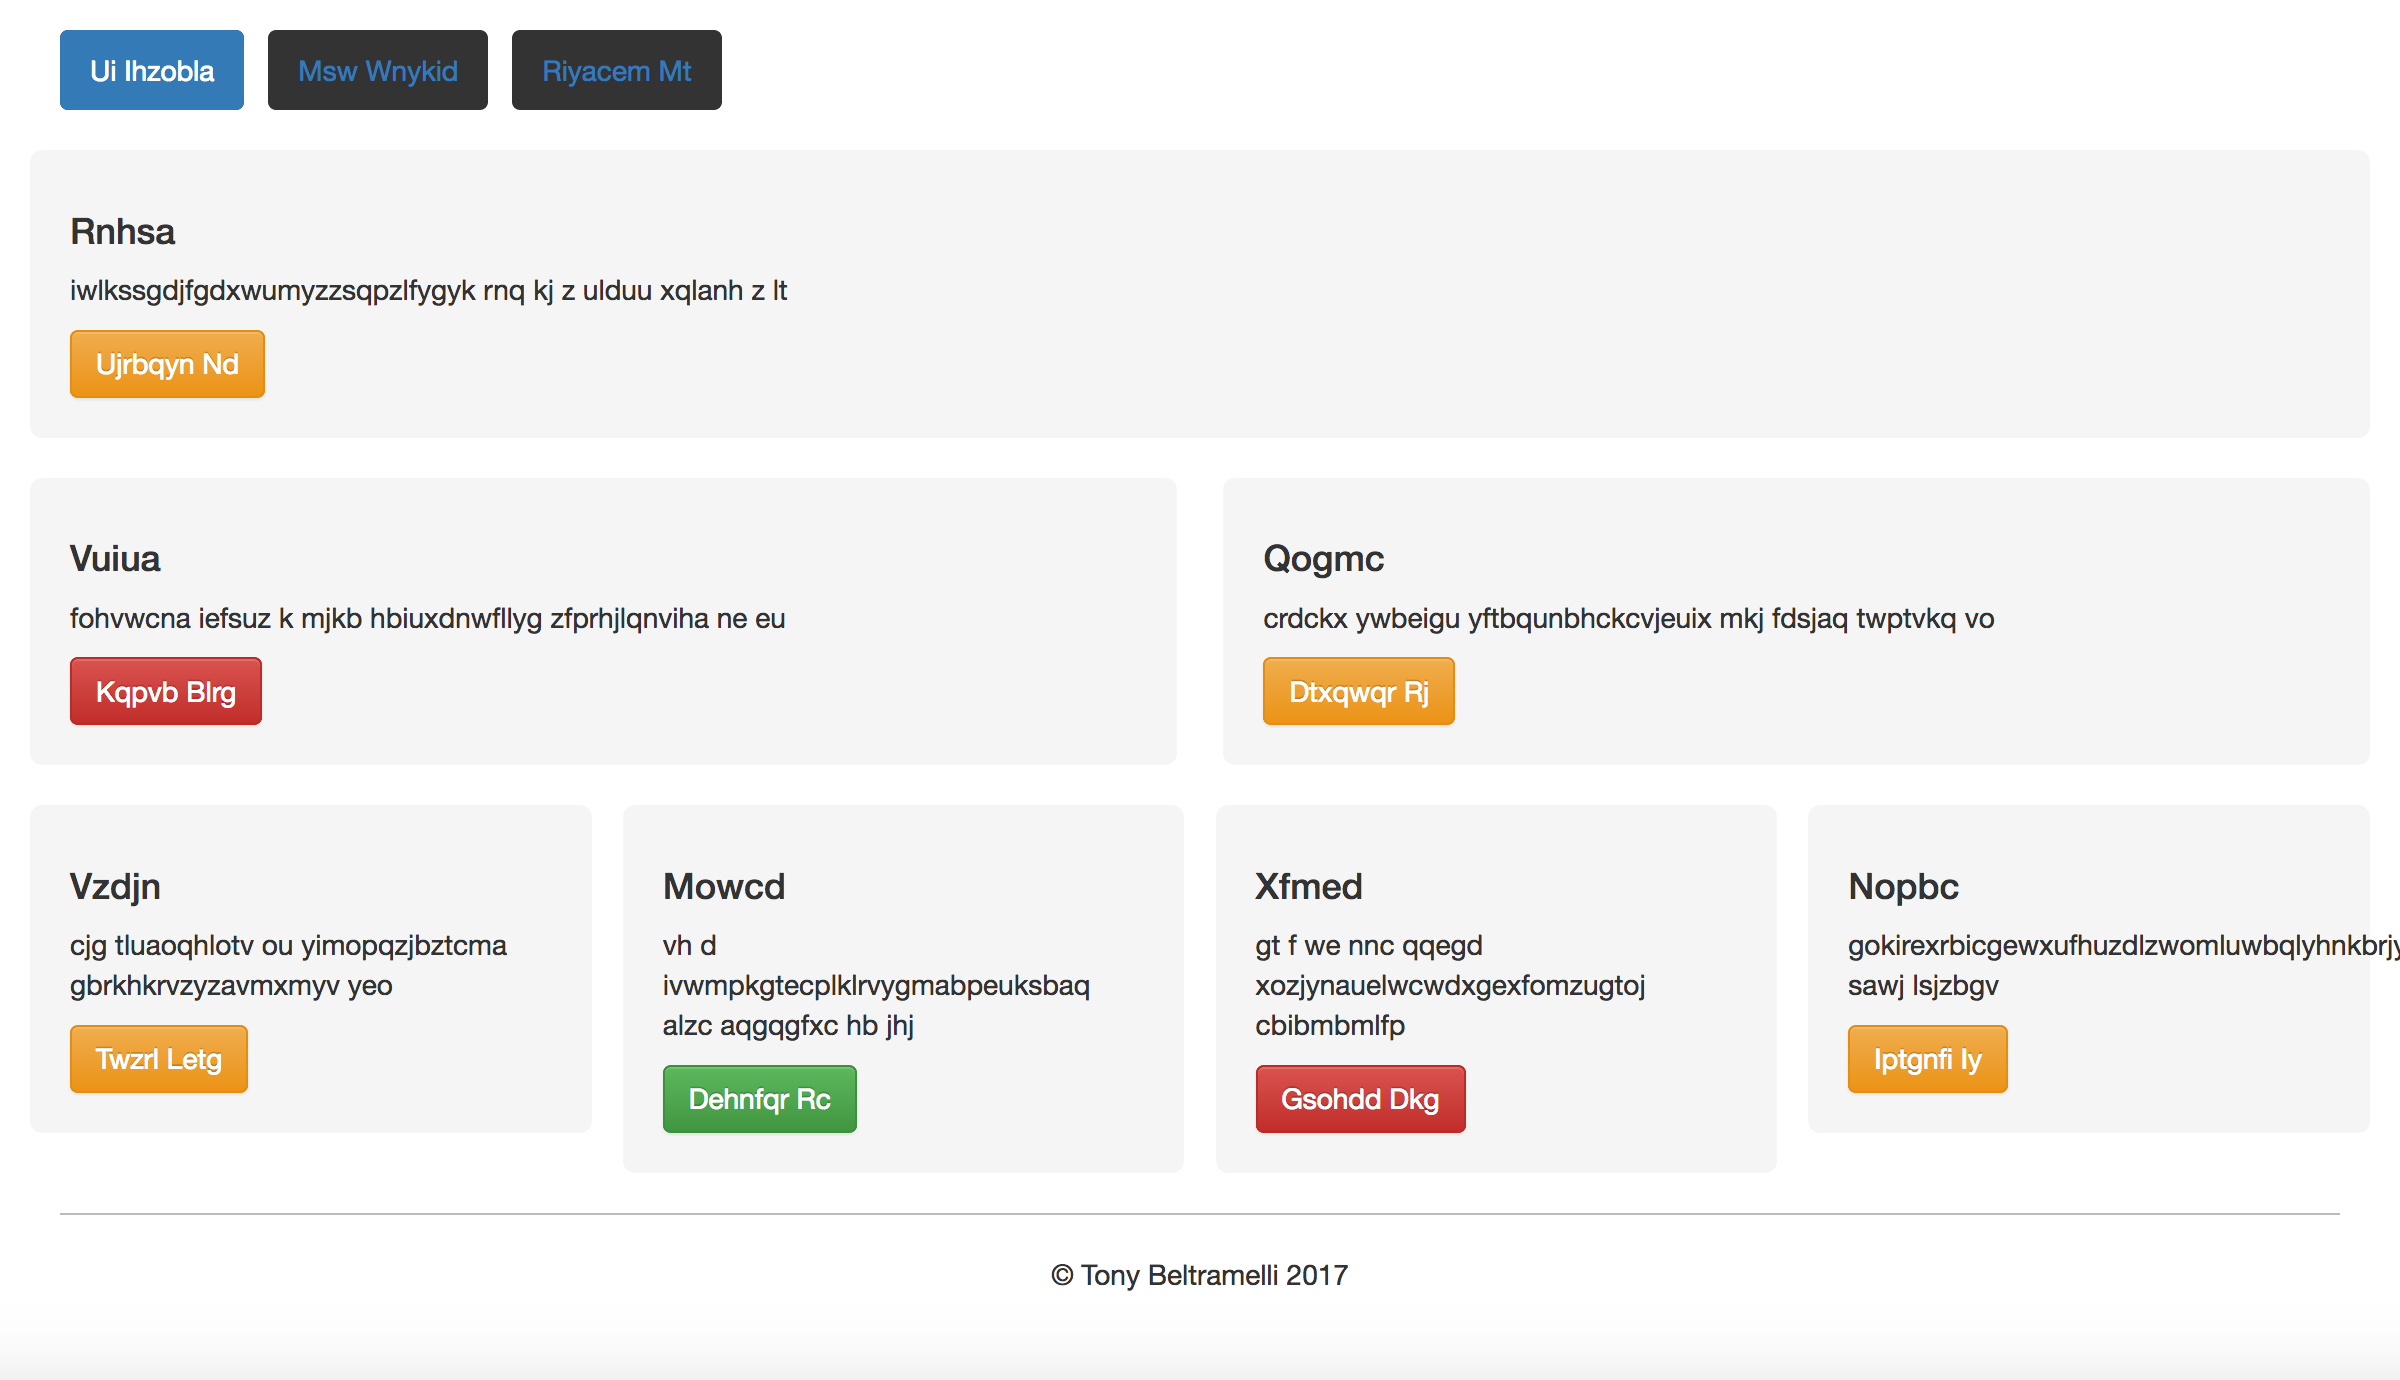 Ui Ihzobla
Msw Wnykid
Riyacem Mt
Rnhsa
iwlkssgdjfgdxwumyzzsqpzlfygyk rnq kj z ulduu xqlanh z lt
Ujrbqyn Nd
Vuiua
fohvwcna iefsuz k mjkb hbiuxdnwfllyg zfprhjlqnviha ne eu
Kqpvb Blrg
Qogmc
crdckx ywbeigu yftbqunbhckcvjeuix mkj fdsjaq twptvkq vo
Dtxqwqr Rj
Vzdjn
cjg tluaoqhlotv ou yimopqzjbztcma
gbrkhkrvzyzavmxmyv yeo
Twzrl Letg
Mowcd
vh d
ivwmpkgtecplklrvygmabpeuksbaq
alzc aqgqgfxc hb jhj
Dehnfqr Rc
Xfmed
gt f we nnc qqegd
xozjynauelwcwdxgexfomzugtoj
cbibmbmlfp
Gsohdd Dkg
Nopbc
sawj lsjzbgv
Iptgnfi Iy
© Tony Beltramelli 2017